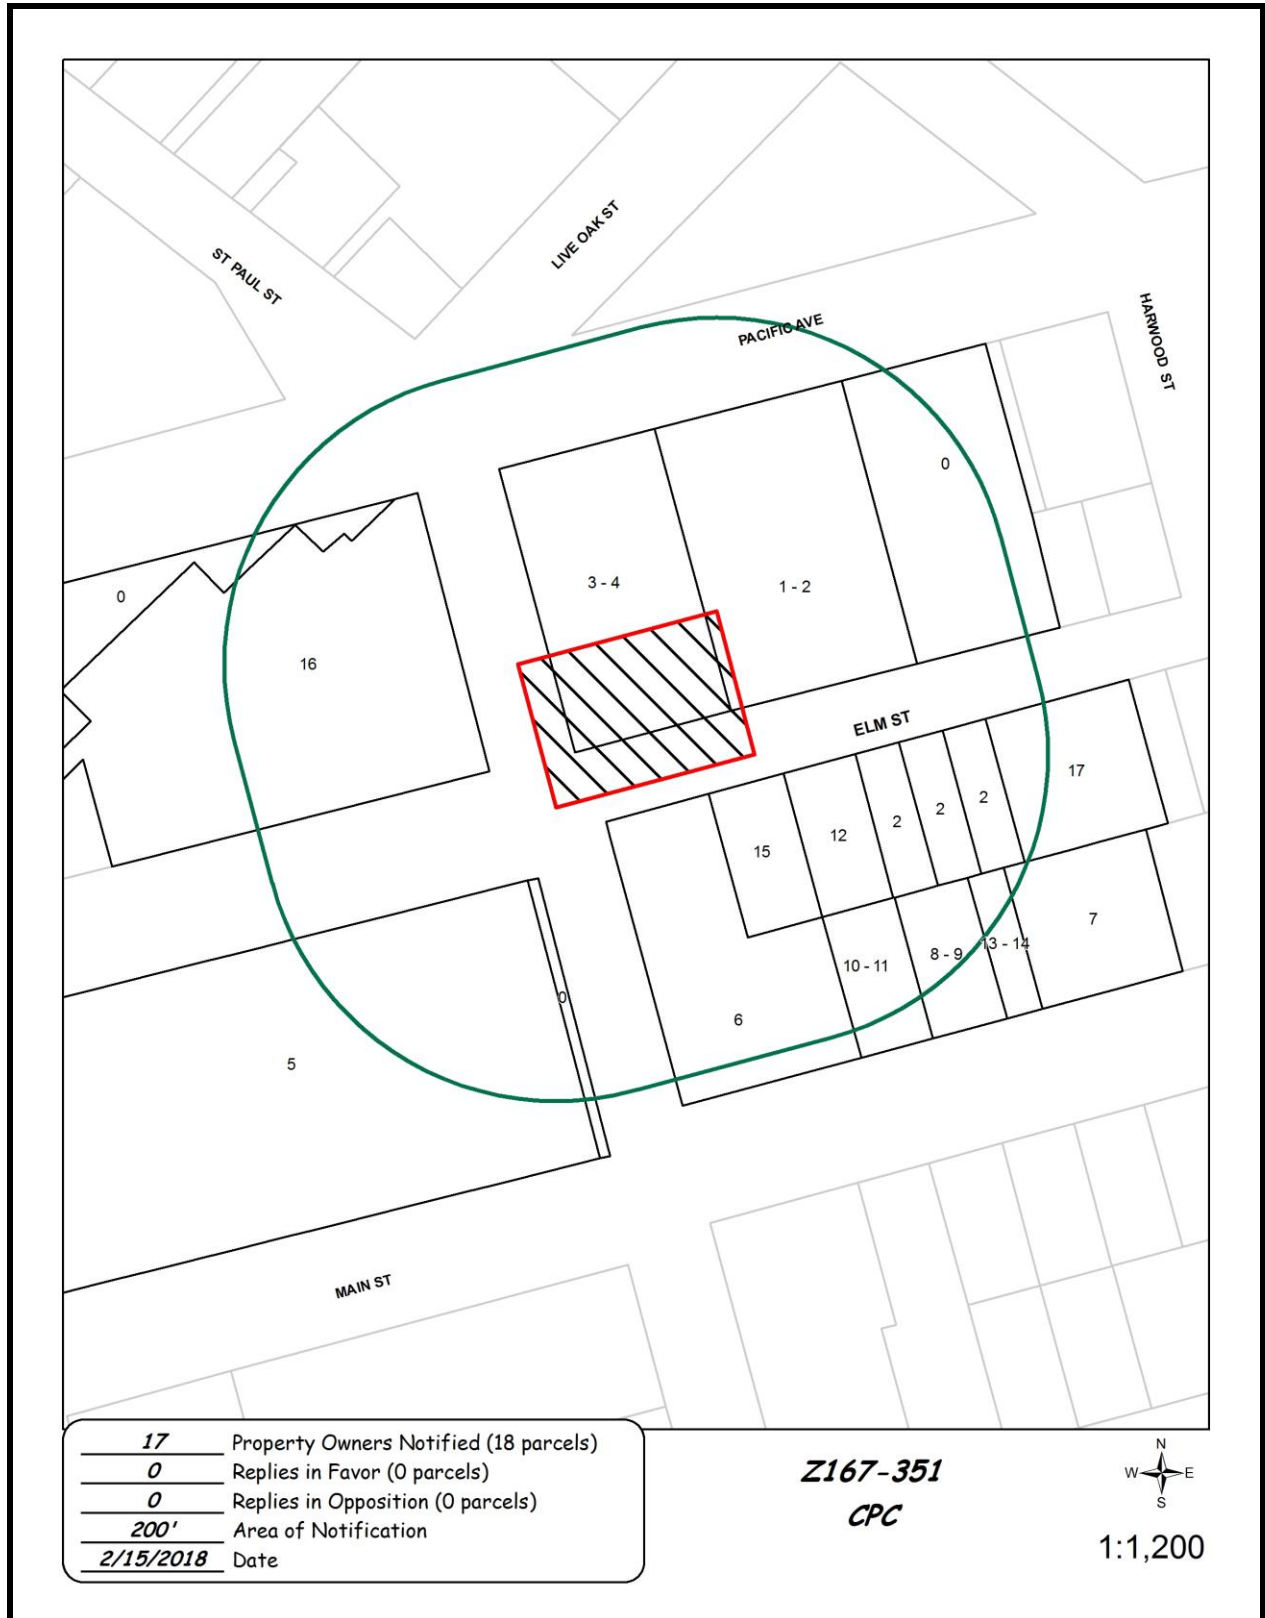 ST PAUL ST
LIVE OAK ST
PACIFIC AVE
HARWOOD ST
0
3 - 4
1 - 2
0
16
ELM ST
17
2
2
2
12
15
7
13 - 14
8 - 9
10 - 11
0
6
5
MAIN ST
17 Property Owners Notified (18 parcels)
0 Replies in Favor (0 parcels)
0 Replies in Opposition (0 parcels)
200' Area of Notification
2/15/2018 Date
Z167-351
CPC
N
W E
S
1:1,200